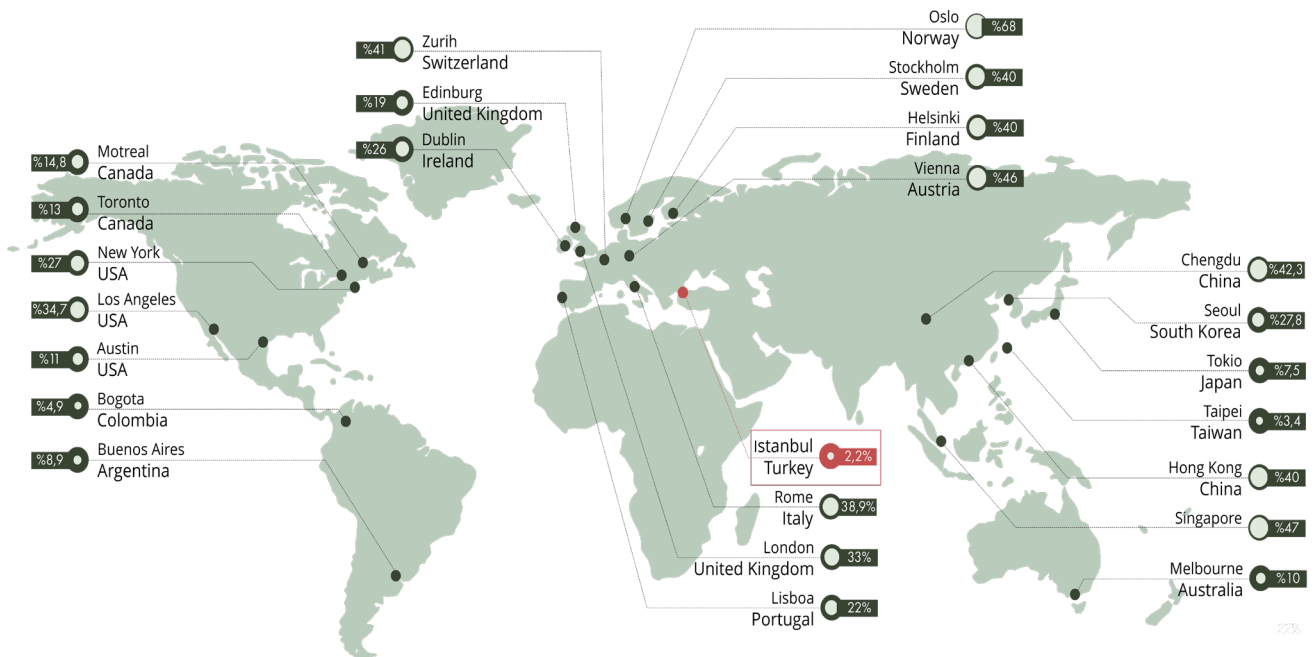 %41
Zurih
Switzerland
%19
Edinburg
United Kingdom
%26
Dublin
Ireland
%14,8
Motreal
Canada
%13
Toronto
Canada
%27
New York
USA
%34,7
Los Angeles
USA
%11
Austin
USA
%4,9
Bogota
Colombia
%8,9
Buenos Aires
Argentina
Oslo
Norway
%68
Stockholm
Sweden
%40
Helsinki
Finland
%40
Vienna
Austria
%46
Chengdu
China
%42,3
Seoul
South Korea
%27,8
Tokio
Japan
%7,5
Taipei
Taiwan
%3,4
Hong Kong
China
%40
Singapore
%47
Melbourne
Australia
%10
Istanbul
Turkey
2,2%
Rome
Italy
38,9%
London
United Kingdom
33%
Lisboa
Portugal
22%